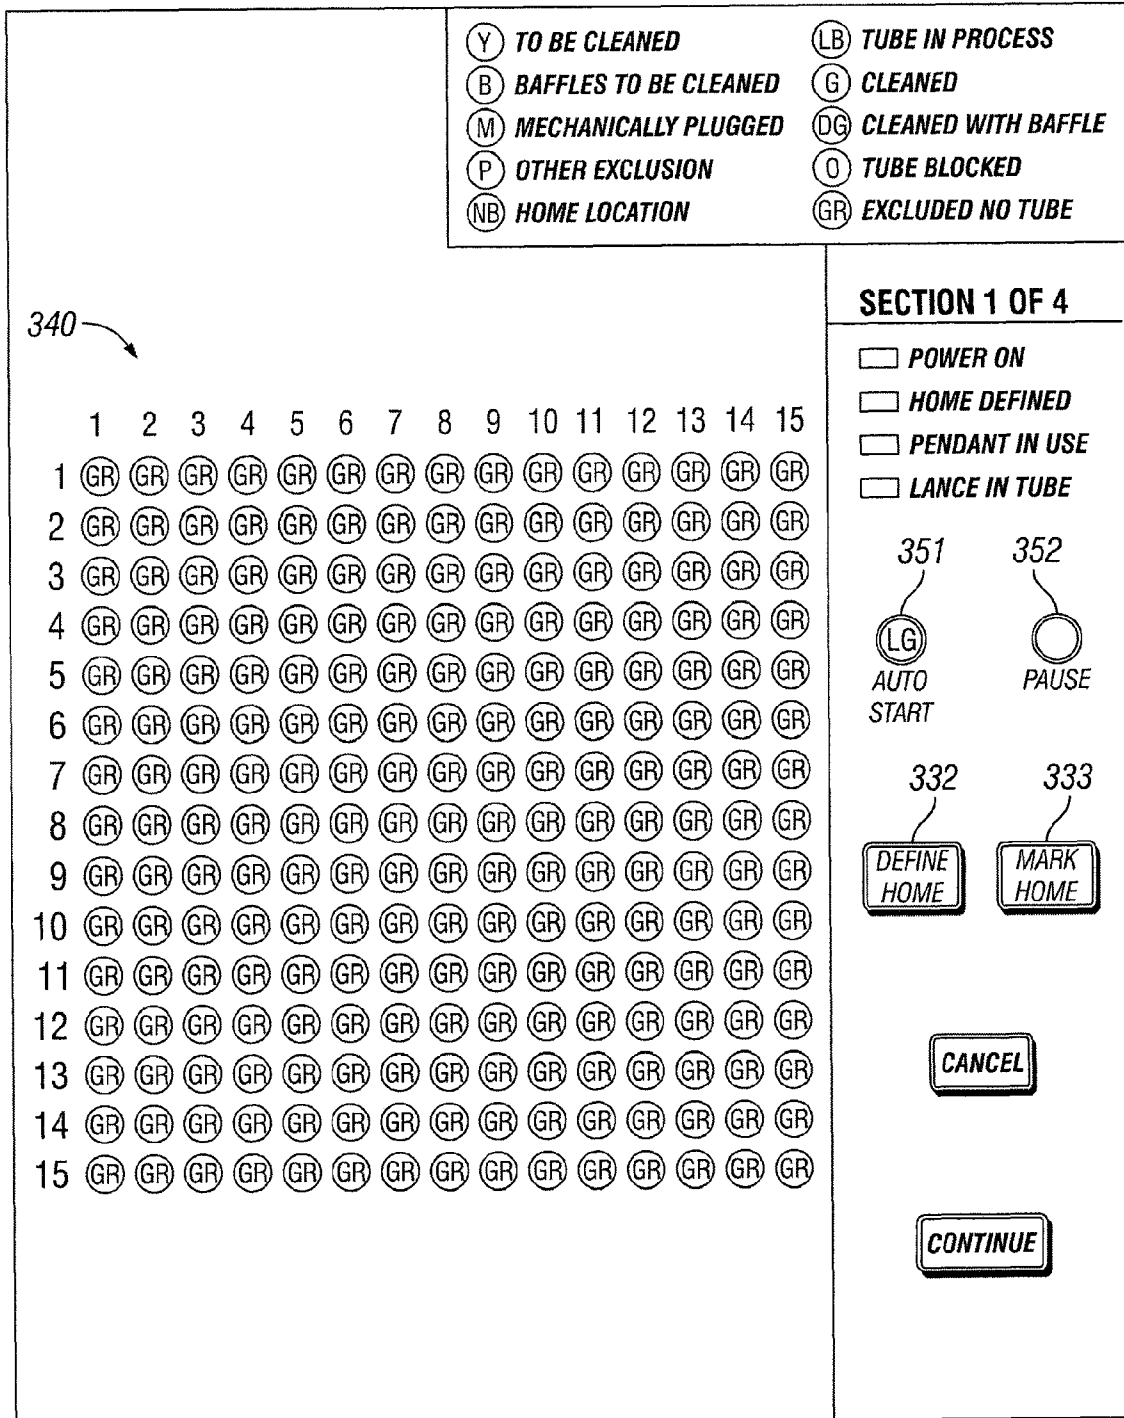 Y TO BE CLEANED LB TUBE IN PROCESS
B BAFFLES TO BE CLEANED G CLEANED
M MECHANICALLY PLUGGED DG CLEANED WITH BAFFLE
P OTHER EXCLUSION O TUBE BLOCKED
NB HOME LOCATION GR EXCLUDED NO TUBE
340
1 2 3 4 5 6 7 8 9 10 11 12 13 14 15
1 GR GR GR GR GR GR GR GR GR GR GR GR GR GR GR
2 GR GR GR GR GR GR GR GR GR GR GR GR GR GR GR
3 GR GR GR GR GR GR GR GR GR GR GR GR GR GR GR
4 GR GR GR GR GR GR GR GR GR GR GR GR GR GR GR
5 GR GR GR GR GR GR GR GR GR GR GR GR GR GR GR
6 GR GR GR GR GR GR GR GR GR GR GR GR GR GR GR
7 GR GR GR GR GR GR GR GR GR GR GR GR GR GR GR
8 GR GR GR GR GR GR GR GR GR GR GR GR GR GR GR
9 GR GR GR GR GR GR GR GR GR GR GR GR GR GR GR
10 GR GR GR GR GR GR GR GR GR GR GR GR GR GR GR
11 GR GR GR GR GR GR GR GR GR GR GR GR GR GR GR
12 GR GR GR GR GR GR GR GR GR GR GR GR GR GR GR
13 GR GR GR GR GR GR GR GR GR GR GR GR GR GR GR
14 GR GR GR GR GR GR GR GR GR GR GR GR GR GR GR
15 GR GR GR GR GR GR GR GR GR GR GR GR GR GR GR
SECTION 1 OF 4
POWER ON
HOME DEFINED
PENDANT IN USE
LANCE IN TUBE
351 352
LG
AUTO PAUSE
START
332 333
DEFINE MARK
HOME HOME
CANCEL
CONTINUE